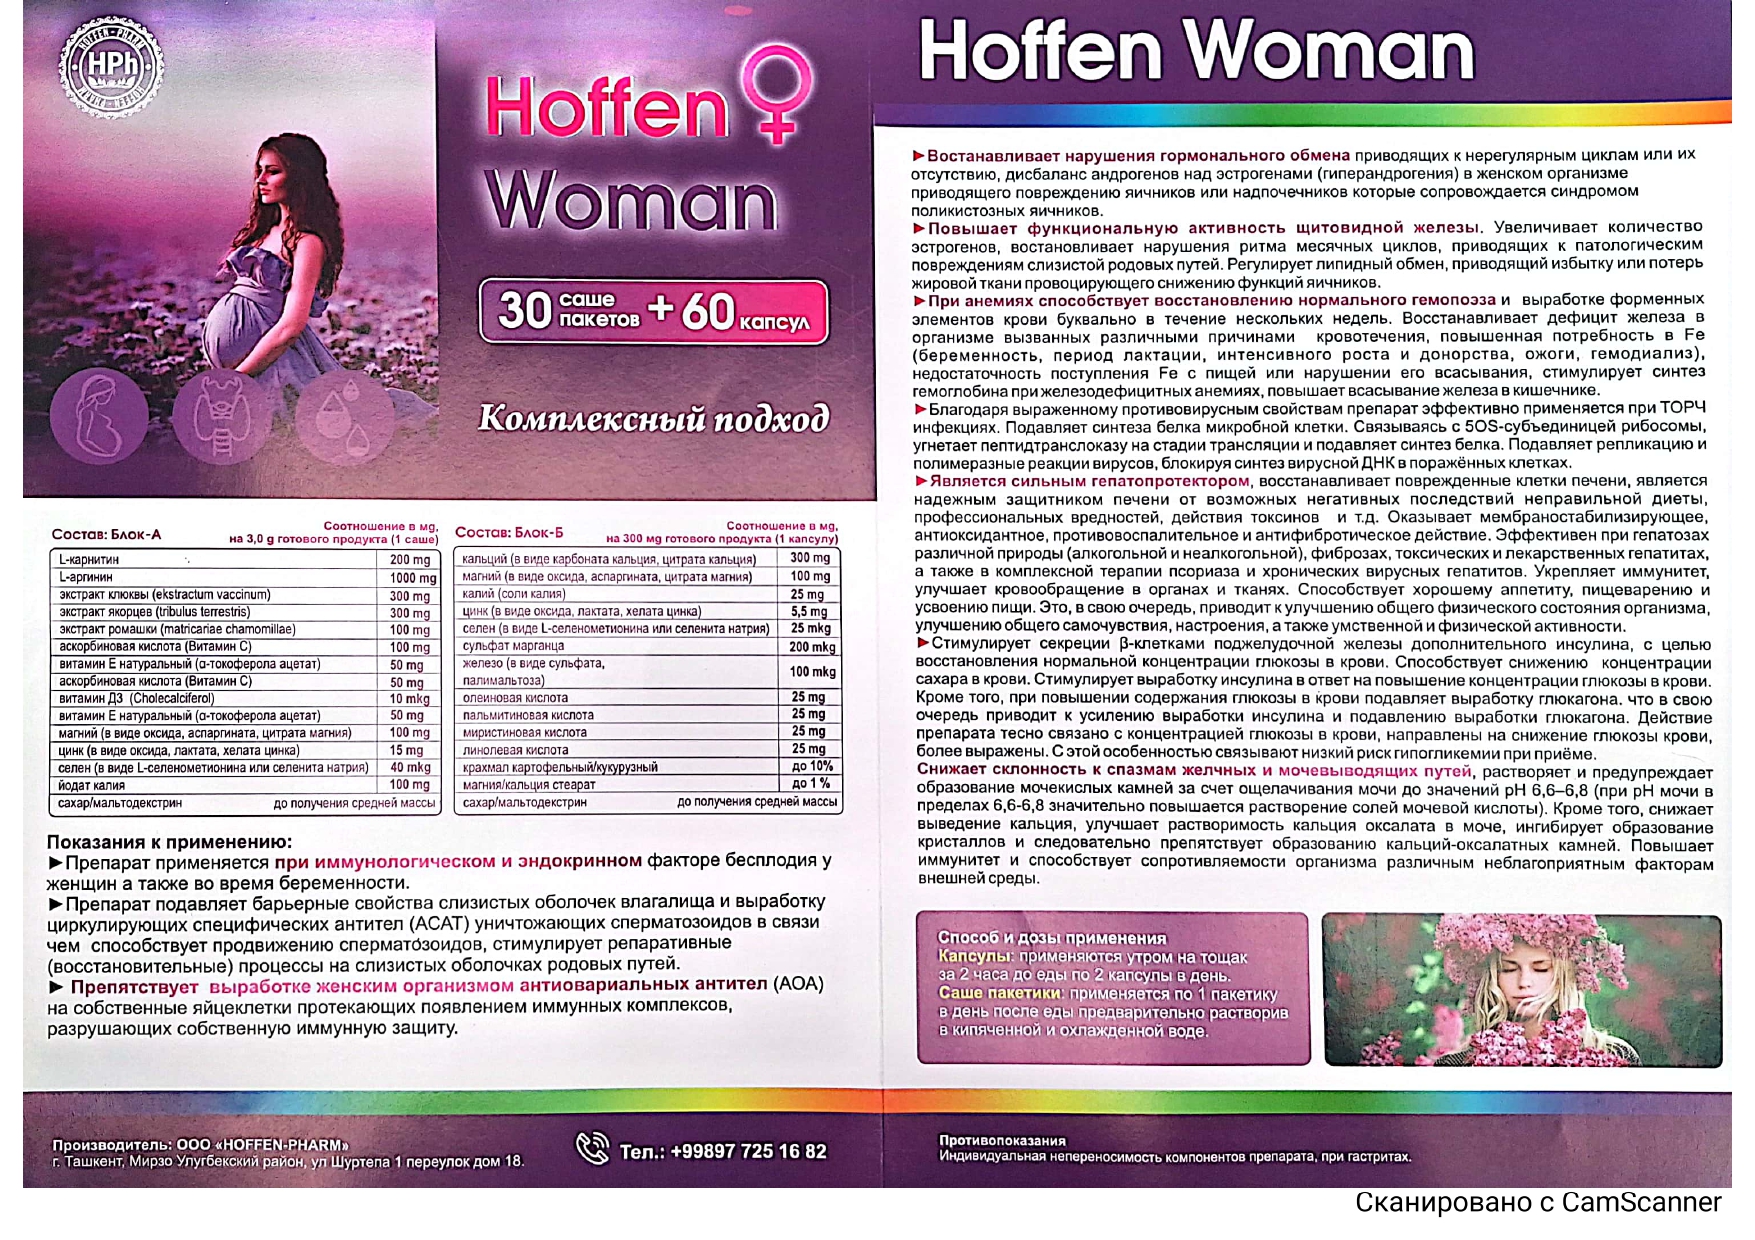 HOFFEN - PHARM
HPh
HOFFEN - PHARM
Hoffen
Woman
30 саше пакетов + 60 капсул
Комплексный подход
Состав: Блок-А
Соотношение в мg,
на 3,0 g готового продукта (1 саше)
L-карнитин 200 mg
L-аргинин 1000 mg
экстракт клюквы (ekstractum vaccinum) 300 mg
экстракт якорцев (tribulus terrestris) 300 mg
экстракт ромашки (matricariae chamomillae) 100 mg
аскорбиновая кислота (Витамин С) 100 mg
витамин Е натуральный (α-токоферола ацетат) 50 mg
аскорбиновая кислота (Витамин С) 50 mg
витамин Д3 (Cholecalciferol) 10 mkg
витамин Е натуральный (α-токоферола ацетат) 50 mg
магний (в виде оксида, аспаргината, цитрата магния) 100 mg
цинк (в виде оксида, лактата, хелата цинка) 15 mg
селен (в виде L-селенометионина или селенита натрия) 40 mkg
йодат калия 100 mg
сахар/мальтодекстрин до получения средней массы
Состав: Блок-Б
Соотношение в мg,
на 300 мg готового продукта (1 капсулу)
кальций (в виде карбоната кальция, цитрата кальция) 300 mg
магний (в виде оксида, аспаргината, цитрата магния) 100 mg
калий (соли калия) 25 mg
цинк (в виде оксида, лактата, хелата цинка) 5,5 mg
селен (в виде L-селенометионина или селенита натрия) 25 mkg
сульфат марганца 200 mkg
железо (в виде сульфата,
палимальтоза) 100 mkg
олеиновая кислота 25 mg
пальмитиновая кислота 25 mg
миристиновая кислота 25 mg
линолевая кислота 25 mg
крахмал картофельный/кукурузный до 10%
магния/кальция стеарат до 1 %
сахар/мальтодекстрин до получения средней массы
Показания к применению:
►Препарат применяется при иммунологическом и эндокринном факторе бесплодия у
женщин а также во время беременности.
►Препарат подавляет барьерные свойства слизистых оболочек влагалища и выработку
циркулирующих специфических антител (АСАТ) уничтожающих сперматозоидов в связи
чем способствует продвижению сперматозоидов, стимулирует репаративные
(восстановительные) процессы на слизистых оболочках родовых путей.
► Препятствует выработке женским организмом антиовариальных антител (АОА)
на собственные яйцеклетки протекающих появлением иммунных комплексов,
разрушающих собственную иммунную защиту.
Производитель: ООО «HOFFEN-PHARM»
г. Ташкент, Мирзо Улугбекский район, ул Шуртепа 1 переулок дом 18.
Тел.: +99897 725 16 82
Hoffen Woman
►Востанавливает нарушения гормонального обмена приводящих к нерегулярным циклам или их
отсутствию, дисбаланс андрогенов над эстрогенами (гиперандрогения) в женском организме
приводящего повреждению яичников или надпочечников которые сопровождается синдромом
поликистозных яичников.
►Повышает функциональную активность щитовидной железы. Увеличивает количество
эстрогенов, востановливает нарушения ритма месячных циклов, приводящих к патологическим
повреждениям слизистой родовых путей. Регулирует липидный обмен, приводящий избытку или потерь
жировой ткани провоцирующего снижению функций яичников.
►При анемиях способствует восстановлению нормального гемопоэза и выработке форменных
элементов крови буквально в течение нескольких недель. Восстанавливает дефицит железа в
организме вызванных различными причинами кровотечения, повышенная потребность в Fe
(беременность, период лактации, интенсивного роста и донорства, ожоги, гемодиализ),
недостаточность поступления Fe с пищей или нарушении его всасывания, стимулирует синтез
гемоглобина при железодефицитных анемиях, повышает всасывание железа в кишечнике.
►Благодаря выраженному противовирусным свойствам препарат эффективно применяется при ТОРЧ
инфекциях. Подавляет синтеза белка микробной клетки. Связываясь с 5OS-субъединицей рибосомы,
угнетает пептидтранслоказу на стадии трансляции и подавляет синтез белка. Подавляет репликацию и
полимеразные реакции вирусов, блокируя синтез вирусной ДНК в поражённых клетках.
►Является сильным гепатопротектором, восстанавливает поврежденные клетки печени, является
надежным защитником печени от возможных негативных последствий неправильной диеты,
профессиональных вредностей, действия токсинов и т.д. Оказывает мембраностабилизирующее,
антиоксидантное, противовоспалительное и антифибротическое действие. Эффективен при гепатозах
различной природы (алкогольной и неалкогольной), фиброзах, токсических и лекарственных гепатитах,
а также в комплексной терапии псориаза и хронических вирусных гепатитов. Укрепляет иммунитет,
улучшает кровообращение в органах и тканях. Способствует хорошему аппетиту, пищеварению и
усвоению пищи. Это, в свою очередь, приводит к улучшению общего физического состояния организма,
улучшению общего самочувствия, настроения, а также умственной и физической активности.
►Стимулирует секреции β-клетками поджелудочной железы дополнительного инсулина, с целью
восстановления нормальной концентрации глюкозы в крови. Способствует снижению концентрации
сахара в крови. Стимулирует выработку инсулина в ответ на повышение концентрации глюкозы в крови.
Кроме того, при повышении содержания глюкозы в крови подавляет выработку глюкагона. что в свою
очередь приводит к усилению выработки инсулина и подавлению выработки глюкагона. Действие
препарата тесно связано с концентрацией глюкозы в крови, направлены на снижение глюкозы крови,
более выражены. С этой особенностью связывают низкий риск гипогликемии при приёме.
Снижает склонность к спазмам желчных и мочевыводящих путей, растворяет и предупреждает
образование мочекислых камней за счет ощелачивания мочи до значений pH 6,6–6,8 (при pH мочи в
пределах 6,6-6,8 значительно повышается растворение солей мочевой кислоты). Кроме того, снижает
выведение кальция, улучшает растворимость кальция оксалата в моче, ингибирует образование
кристаллов и следовательно препятствует образованию кальций-оксалатных камней. Повышает
иммунитет и способствует сопротивляемости организма различным неблагоприятным факторам
внешней среды.
Способ и дозы применения
Капсулы: применяются утром на тощак
за 2 часа до еды по 2 капсулы в день.
Саше пакетики: применяется по 1 пакетику
в день после еды предварительно растворив
в кипяченной и охлажденной воде.
Противопоказания
Индивидуальная непереносимость компонентов препарата, при гастритах.
Сканировано с CamScanner